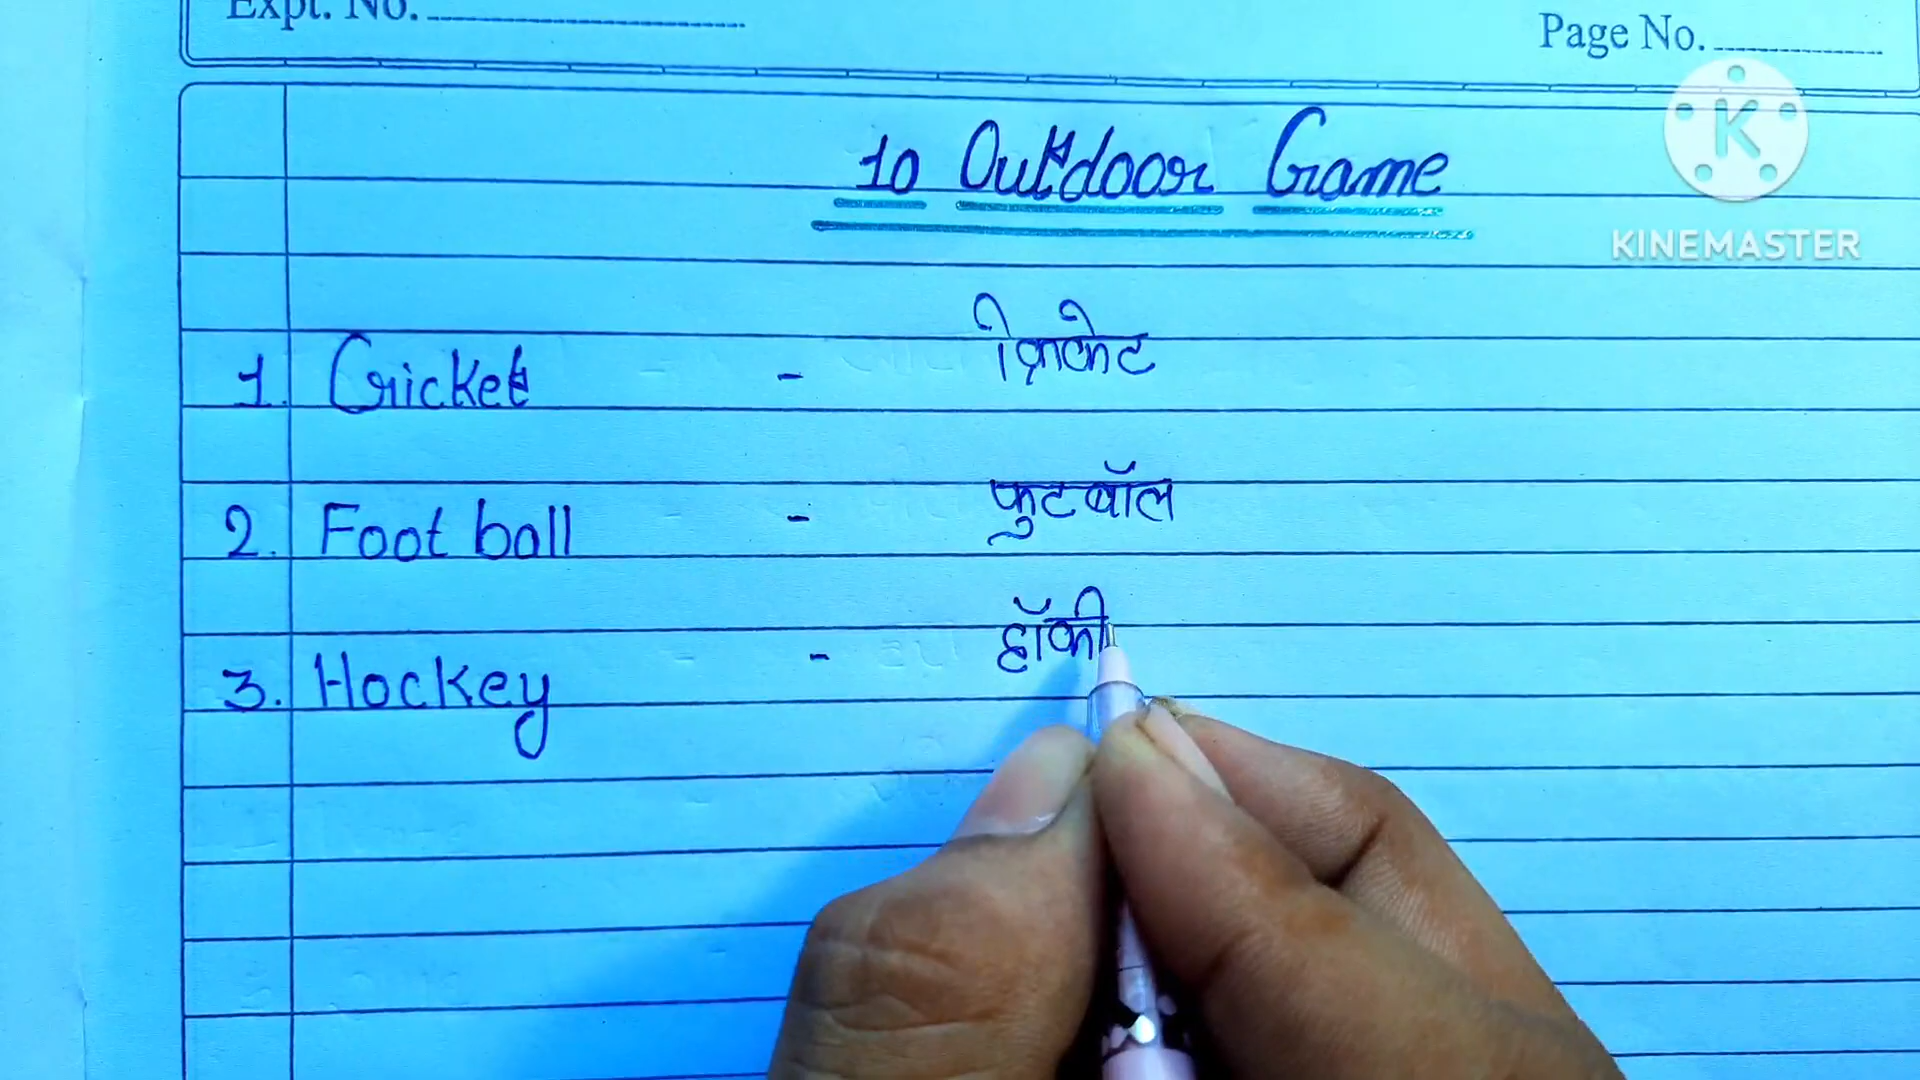 Expt. No.
Page No.
KINEMASTER
10 Outdoor Game
1. Cricket - क्रिकेट
2. Foot ball - फुटबॉल
3. Hockey - हॉकी